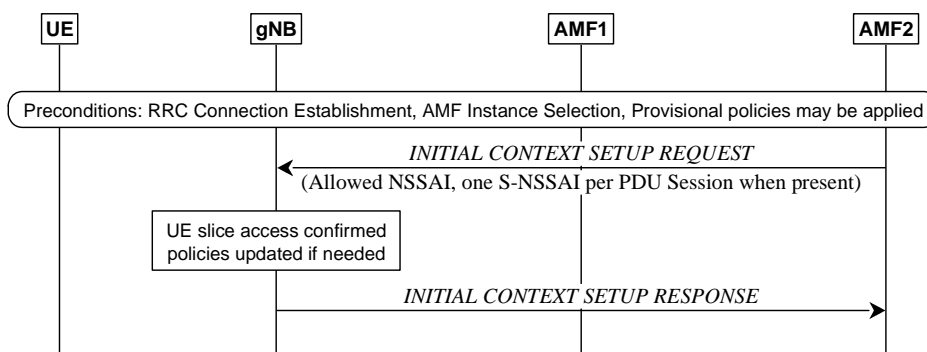 UE gNB AMF1 AMF2
Preconditions: RRC Connection Establishment, AMF Instance Selection, Provisional policies may be applied
INITIAL CONTEXT SETUP REQUEST
(Allowed NSSAI, one S-NSSAI per PDU Session when present)
UE slice access confirmed
policies updated if needed
INITIAL CONTEXT SETUP RESPONSE